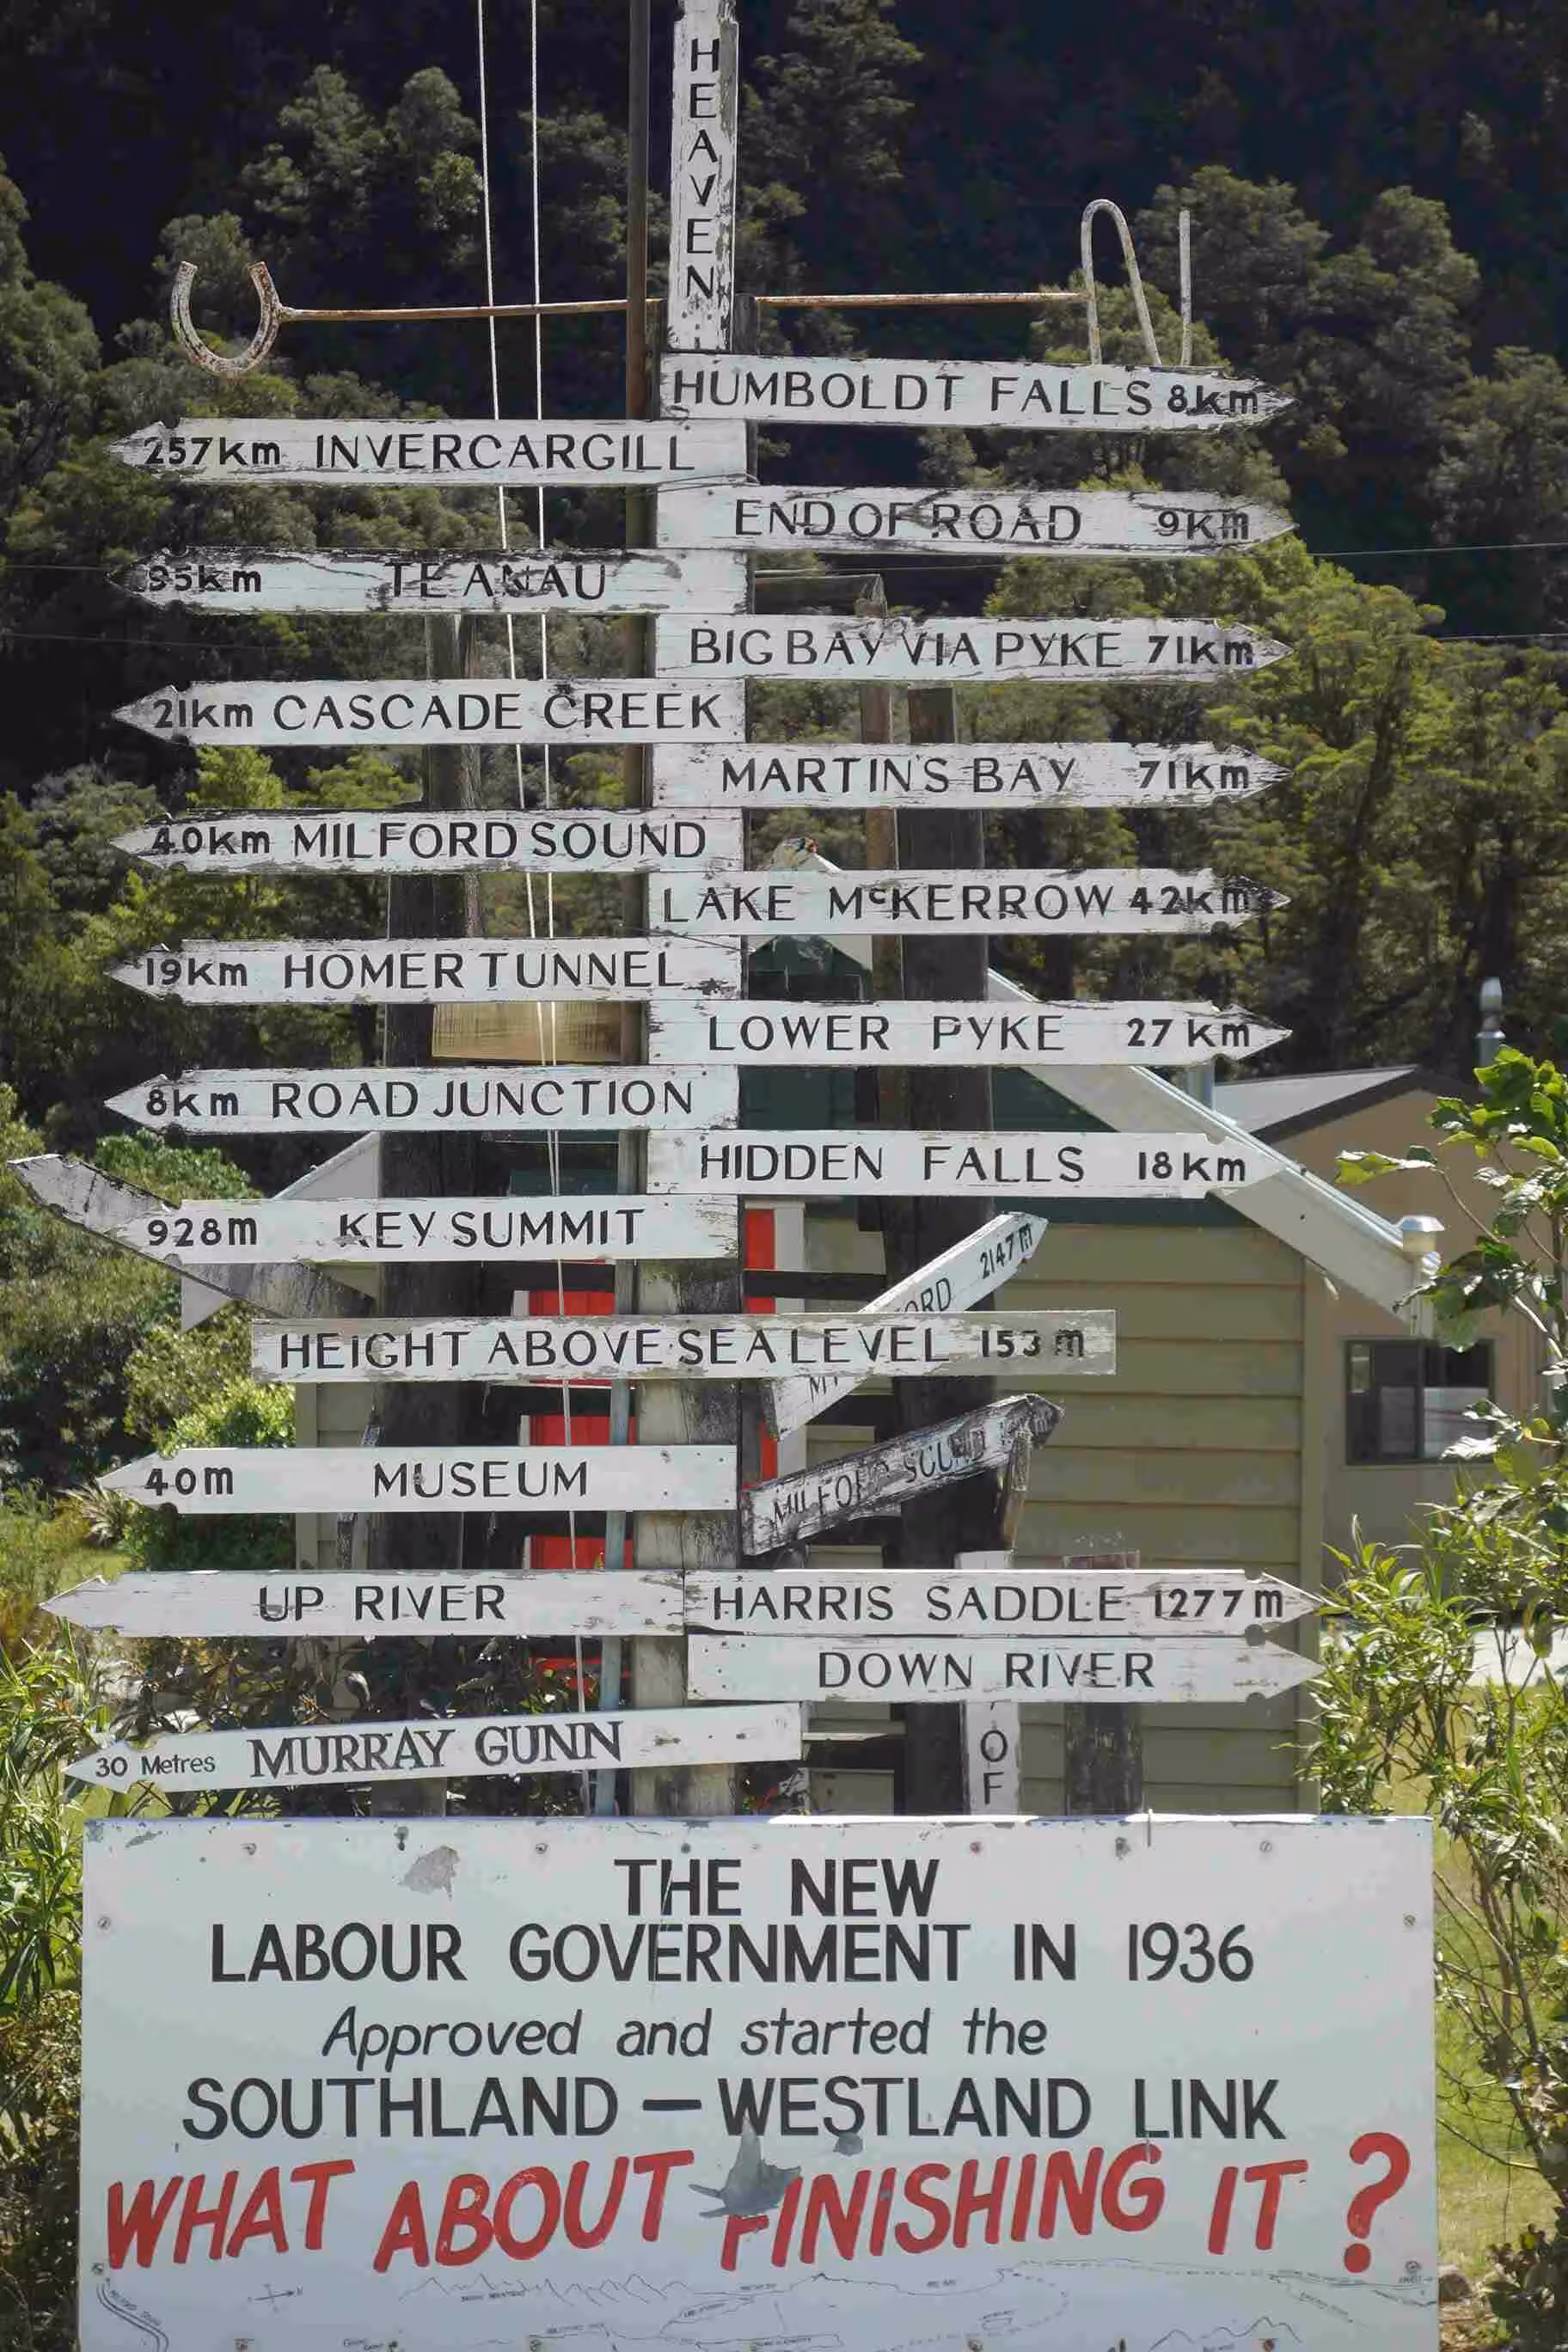 HEAVEN
HUMBOLDT FALLS 8km
257km INVERCARGILL
END OF ROAD 9km
95km TE ANAU
BIG BAY VIA PYKE 71km
21km CASCADE CREEK
MARTIN'S BAY 71km
40km MILFORD SOUND
LAKE McKERROW 42km
19km HOMER TUNNEL
LOWER PYKE 27 km
8km ROAD JUNCTION
HIDDEN FALLS 18km
928m KEY SUMMIT
2147m
HEIGHT ABOVE SEA LEVEL 153 m
MILFORD SOUND
40m MUSEUM
UP RIVER
HARRIS SADDLE 1277m
DOWN RIVER
30 Metres MURRAY GUNN
OF
THE NEW
LABOUR GOVERNMENT IN 1936
Approved and started the
SOUTHLAND — WESTLAND LINK
WHAT ABOUT FINISHING IT ?